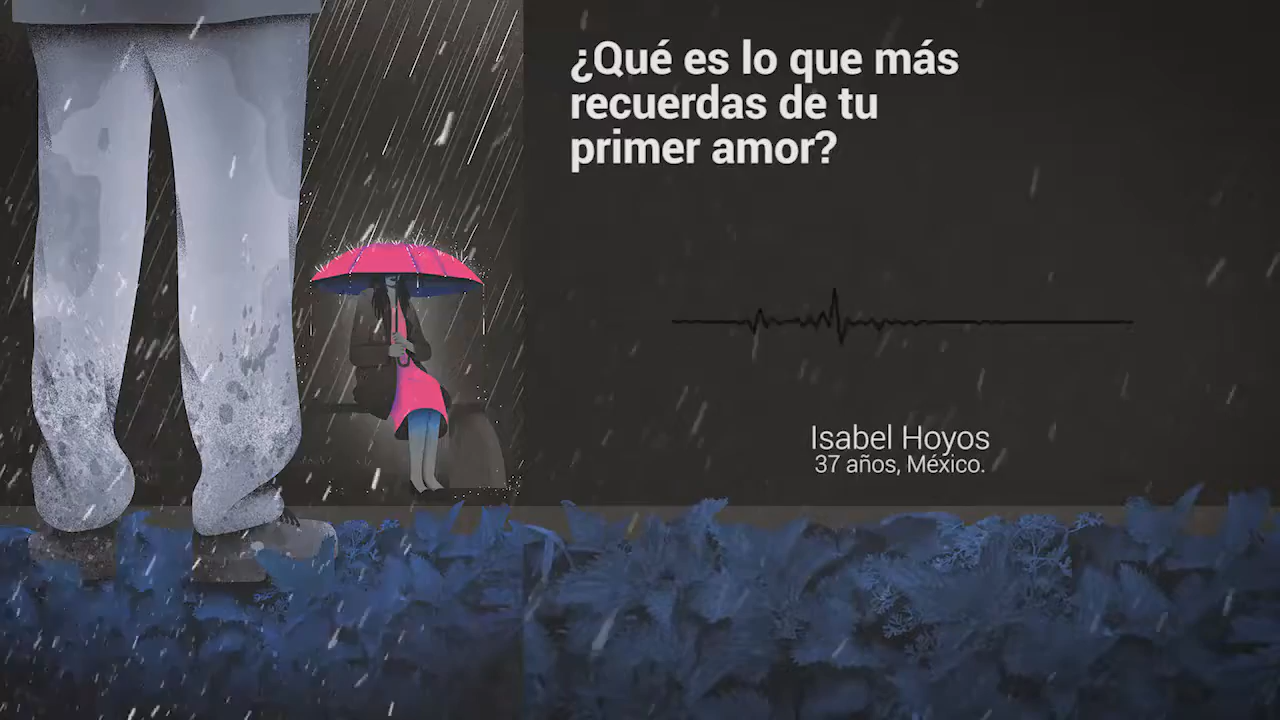 ¿Qué es lo que más
recuerdas de tu
primer amor?
Isabel Hoyos
37 años, México.